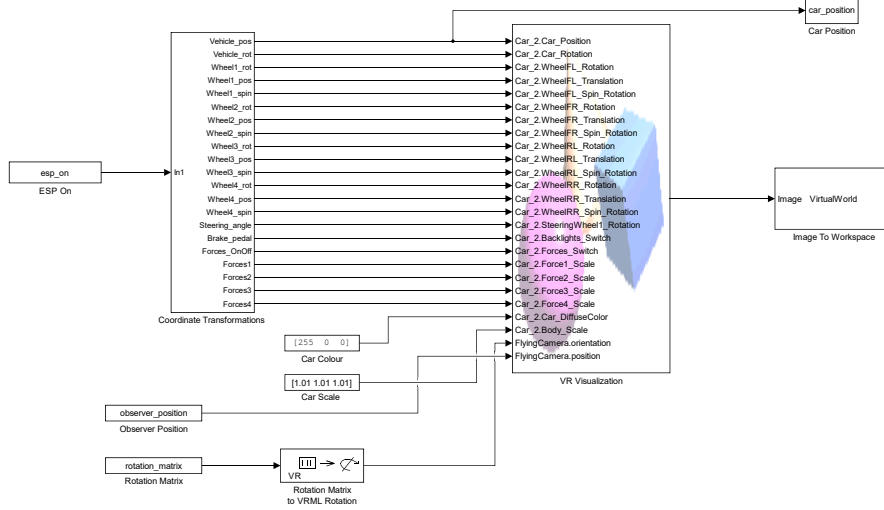 car_position
Car Position
Vehicle_pos
Vehicle_rot
Wheel1_rot
Wheel1_pos
Wheel1_spin
Wheel2_rot
Wheel2_pos
Wheel2_spin
Wheel3_rot
Wheel3_pos
Wheel3_spin
Wheel4_rot
Wheel4_pos
Wheel4_spin
Steering_angle
Brake_pedal
Forces_OnOff
Forces1
Forces2
Forces3
Forces4
In1
Coordinate Transformations
esp_on
ESP On
Car_2.Car_Position
Car_2.Car_Rotation
Car_2.WheelFL_Rotation
Car_2.WheelFL_Translation
Car_2.WheelFL_Spin_Rotation
Car_2.WheelFR_Rotation
Car_2.WheelFR_Translation
Car_2.WheelFR_Spin_Rotation
Car_2.WheelRL_Rotation
Car_2.WheelRL_Translation
Car_2.WheelRL_Spin_Rotation
Car_2.WheelRR_Rotation
Car_2.WheelRR_Translation
Car_2.WheelRR_Spin_Rotation
Car_2.SteeringWheel1_Rotation
Car_2.Backlights_Switch
Car_2.Forces_Switch
Car_2.Force1_Scale
Car_2.Force2_Scale
Car_2.Force3_Scale
Car_2.Force4_Scale
Car_2.Car_DiffuseColor
Car_2.Body_Scale
FlyingCamera.orientation
FlyingCamera.position
VR Visualization
Image VirtualWorld
Image To Workspace
[255 0 0]
Car Colour
[1.01 1.01 1.01]
Car Scale
observer_position
Observer Position
rotation_matrix
Rotation Matrix
VR
Rotation Matrix
to VRML Rotation